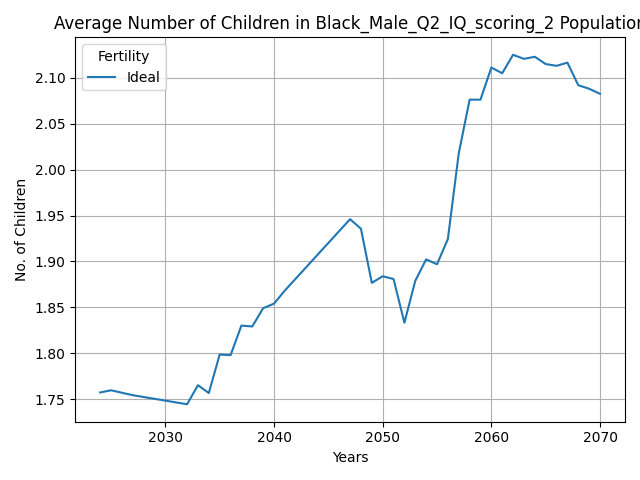 Average Number of Children in Black_Male_Q2_IQ_scoring_2 Population
Fertility
Ideal
No. of Children
2.10
2.05
2.00
1.95
1.90
1.85
1.80
1.75
2030 2040 2050 2060 2070
Years